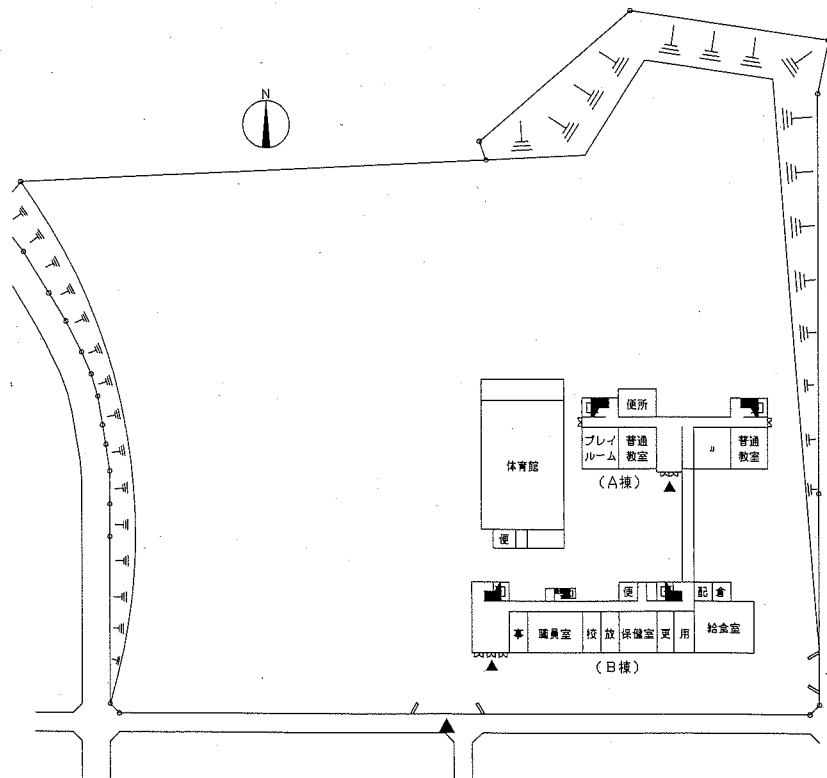 N
便所
プレイ
ルーム
普通
教室
〃
普通
教室
(A棟)
体育館
便
便
配
倉
事
職員室
校
放
保健室
更
用
給食室
(B棟)